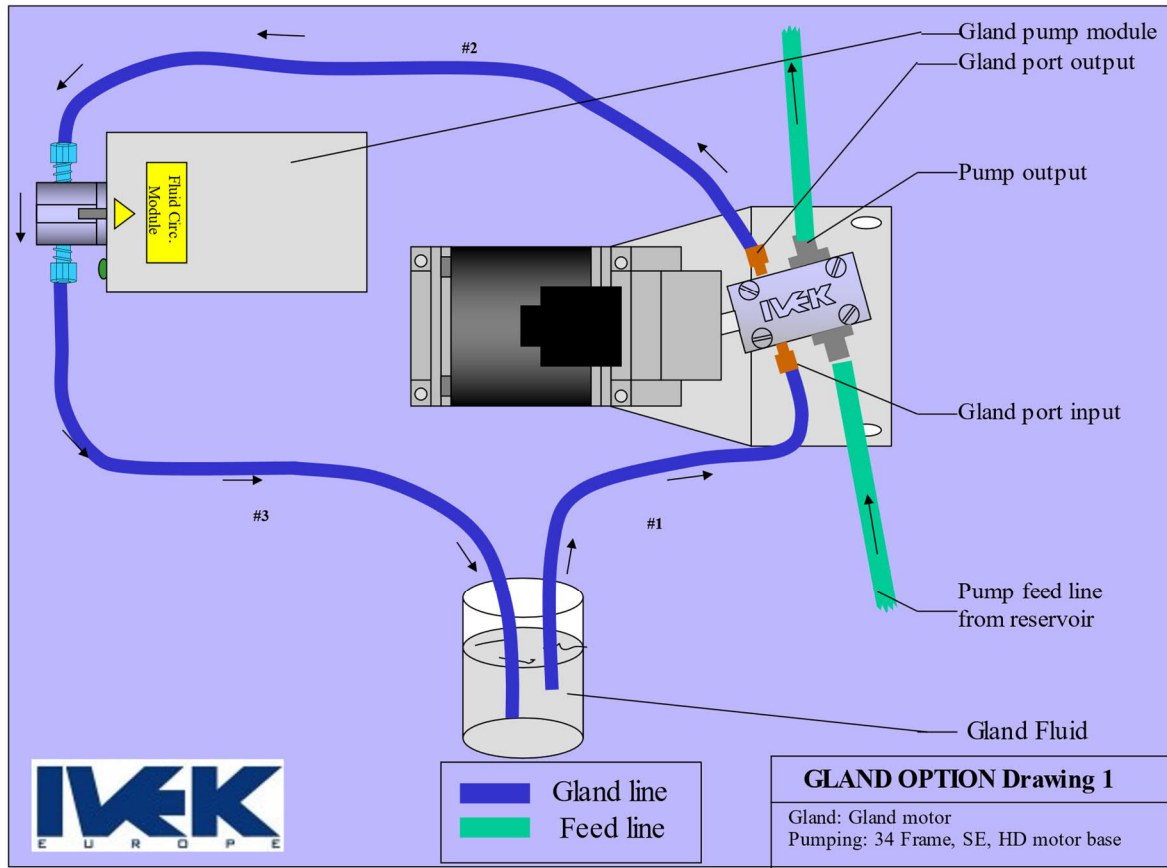 #2
Gland pump module
Gland port output
Pump output
Fluid Circ.
Module
IVEK
Gland port input
#3
#1
Pump feed line
from reservoir
Gland Fluid
IVEK
EUROPE
Gland line
Feed line
GLAND OPTION Drawing 1
Gland: Gland motor
Pumping: 34 Frame, SE, HD motor base